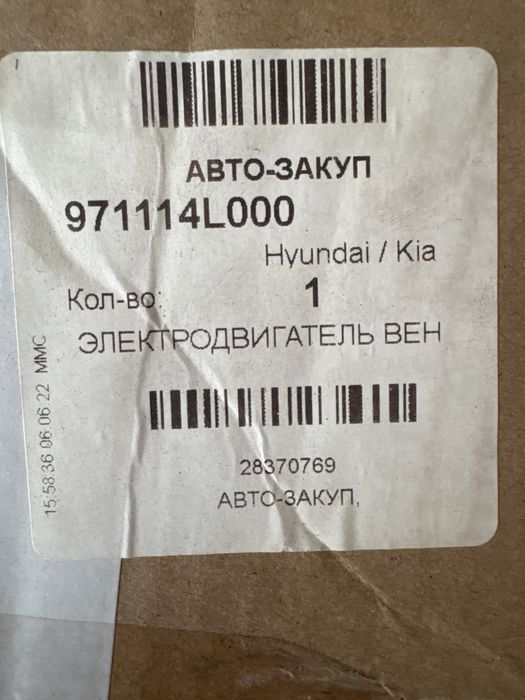 АВТО-ЗАКУП
971114L000
Hyundai / Kia
Кол-во: 1
ЭЛЕКТРОДВИГАТЕЛЬ ВЕН
28370769
АВТО-ЗАКУП,
15:58:36 06.06.22 ММС